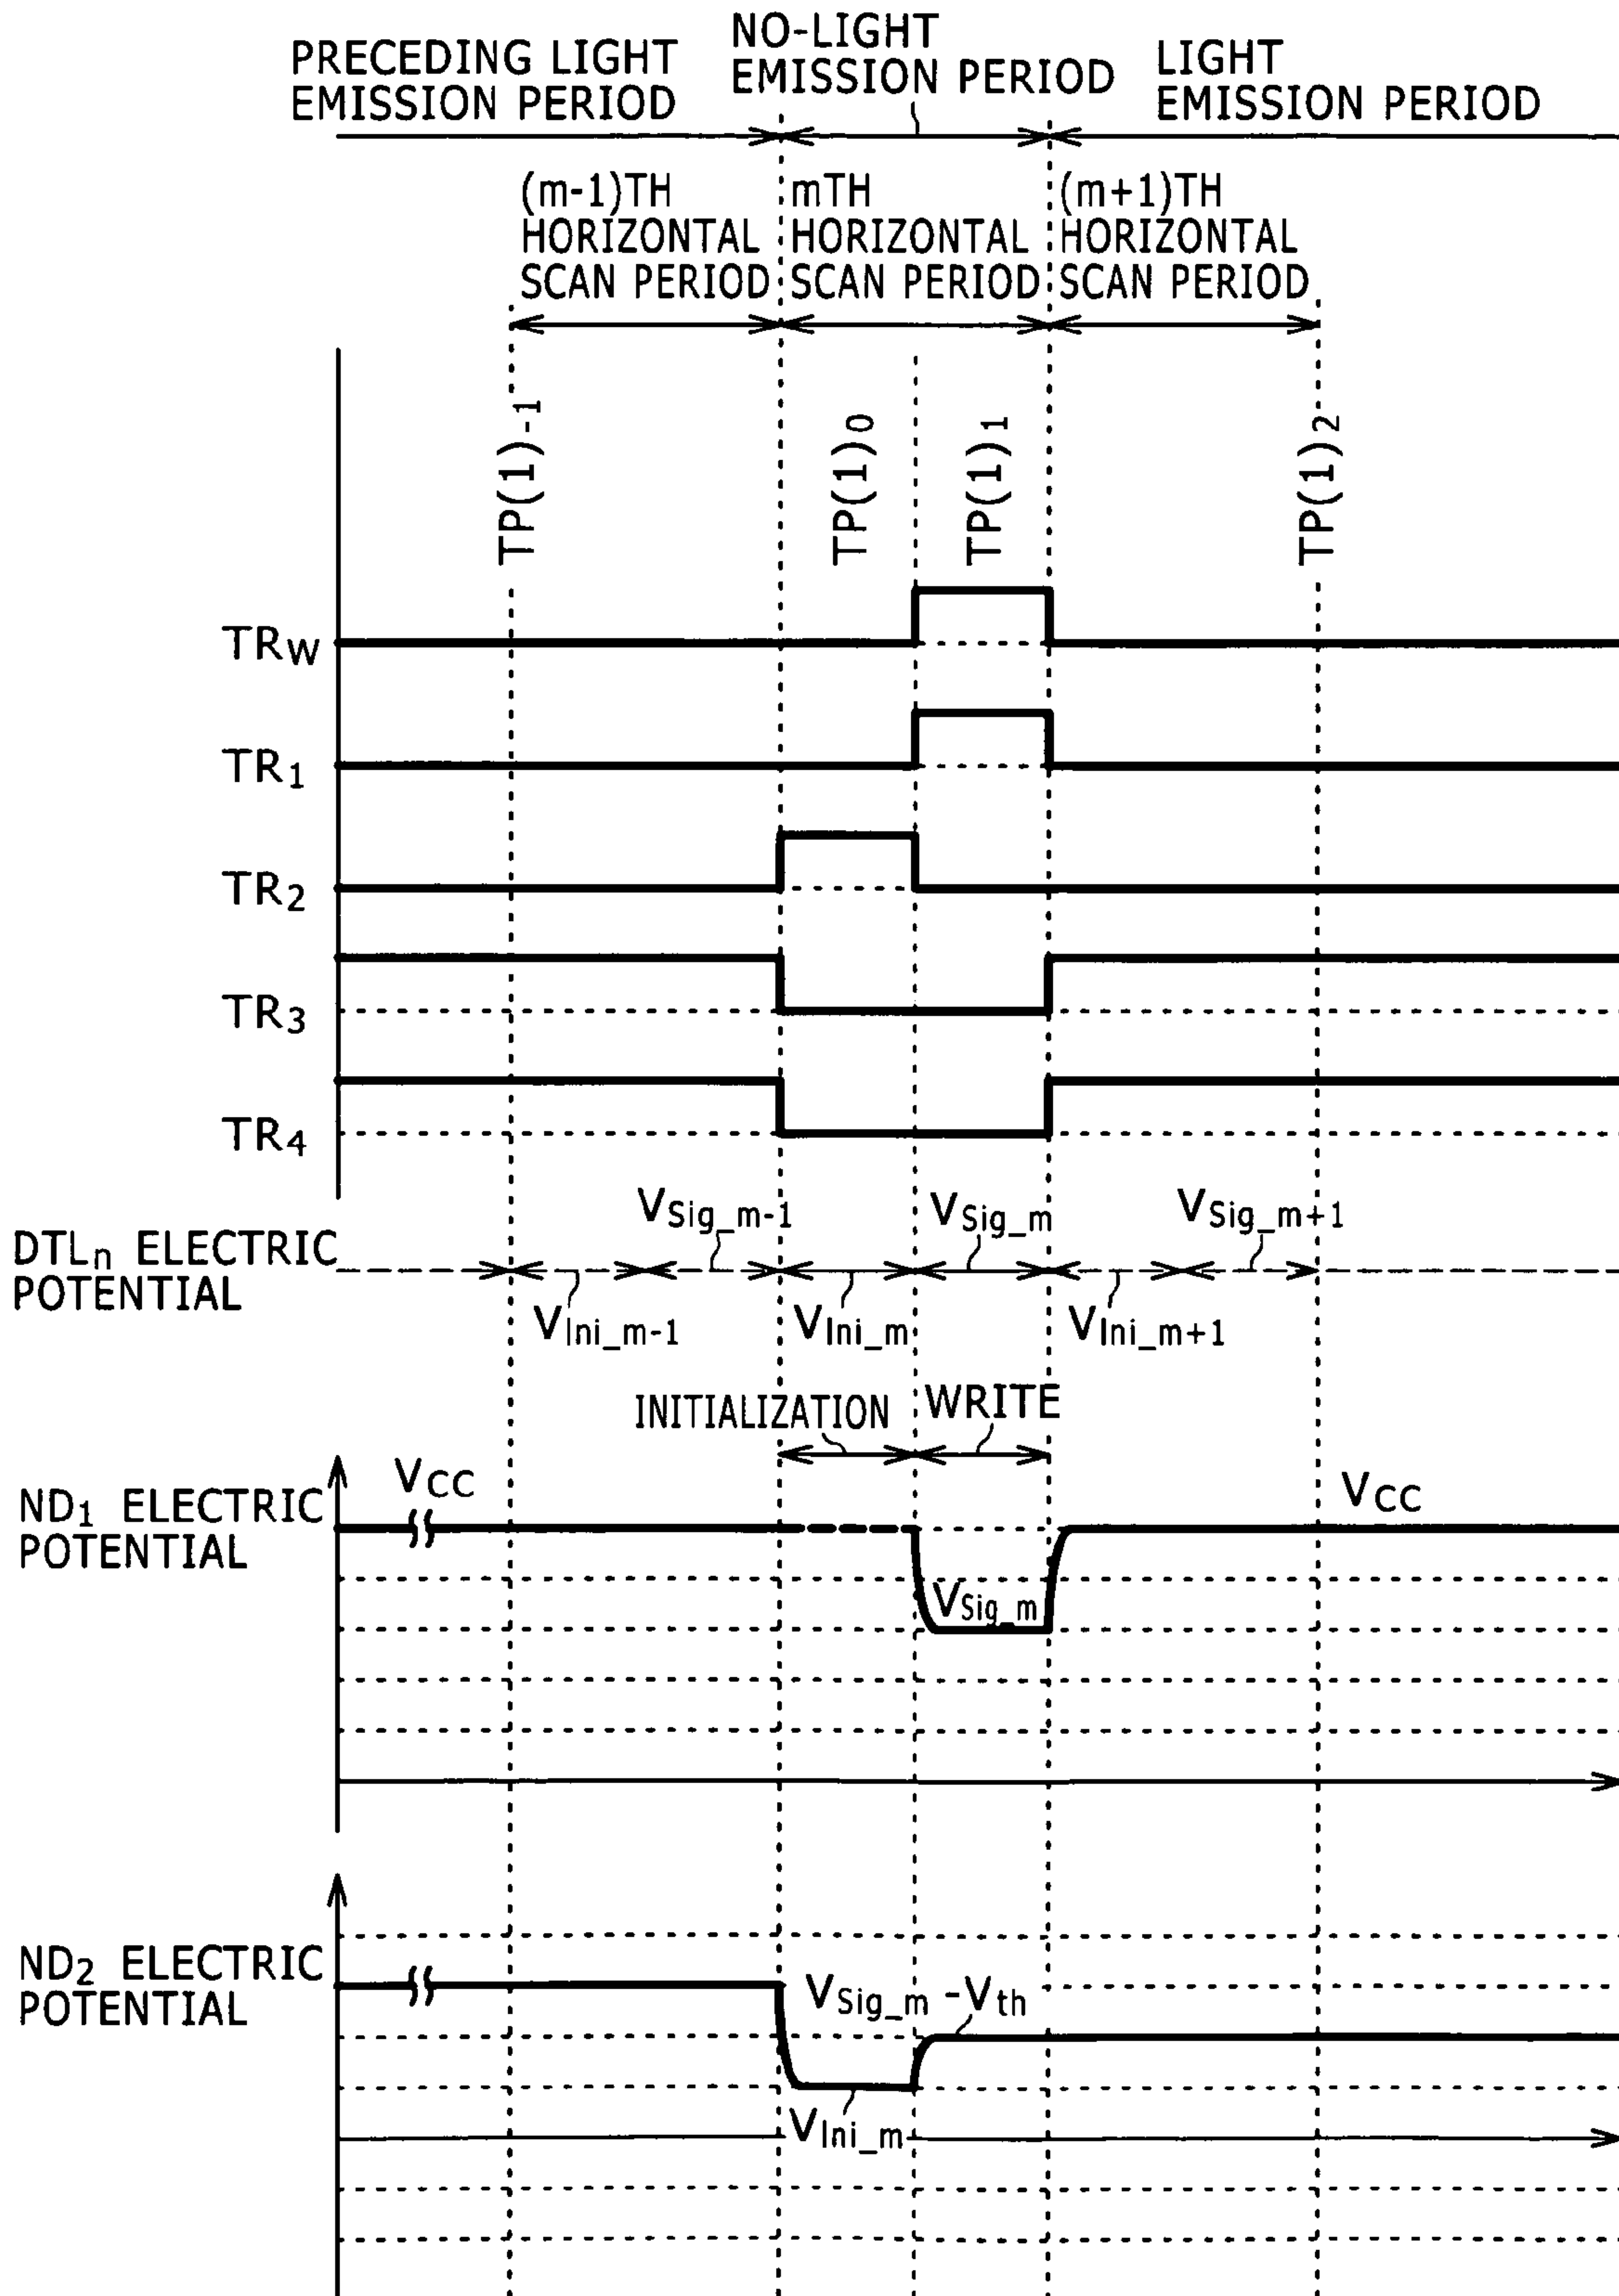 PRECEDING LIGHT
EMISSION PERIOD
NO-LIGHT
EMISSION PERIOD
LIGHT
EMISSION PERIOD
(m-1)TH
HORIZONTAL
SCAN PERIOD
mTH
HORIZONTAL
SCAN PERIOD
(m+1)TH
HORIZONTAL
SCAN PERIOD
TP(1)-1
TP(1)0
TP(1)1
TP(1)2
TRW
TR1
TR2
TR3
TR4
DTLn ELECTRIC
POTENTIAL
VSig_m-1
VSig_m
VSig_m+1
VIni_m-1
VIni_m
VIni_m+1
INITIALIZATION
WRITE
ND1 ELECTRIC
POTENTIAL
VCC
VCC
VSig_m
ND2 ELECTRIC
POTENTIAL
VSig_m -Vth
VIni_m